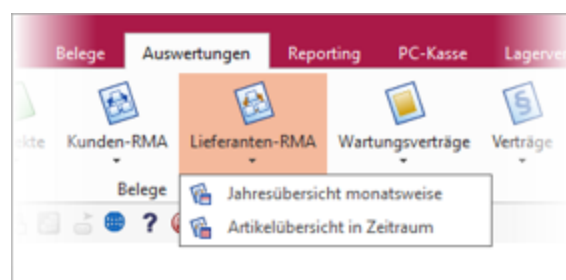 Belege Auswertungen Reporting PC-Kasse
Kunden-RMA Lieferanten-RMA Wartungsverträge Verträge
Belege
Jahresübersicht monatsweise
?
Artikelübersicht in Zeitraum